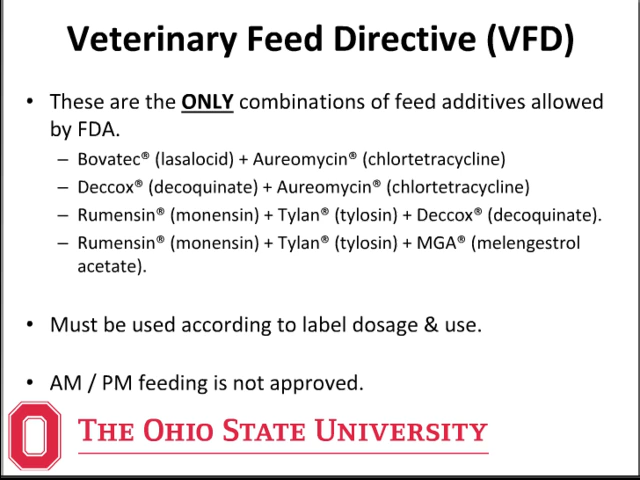 Veterinary Feed Directive (VFD)
• These are the ONLY combinations of feed additives allowed
by FDA.
– Bovatec® (lasalocid) + Aureomycin® (chlortetracycline)
– Deccox® (decoquinate) + Aureomycin® (chlortetracycline)
– Rumensin® (monensin) + Tylan® (tylosin) + Deccox® (decoquinate).
– Rumensin® (monensin) + Tylan® (tylosin) + MGA® (melengestrol
acetate).
• Must be used according to label dosage & use.
• AM / PM feeding is not approved.
THE OHIO STATE UNIVERSITY